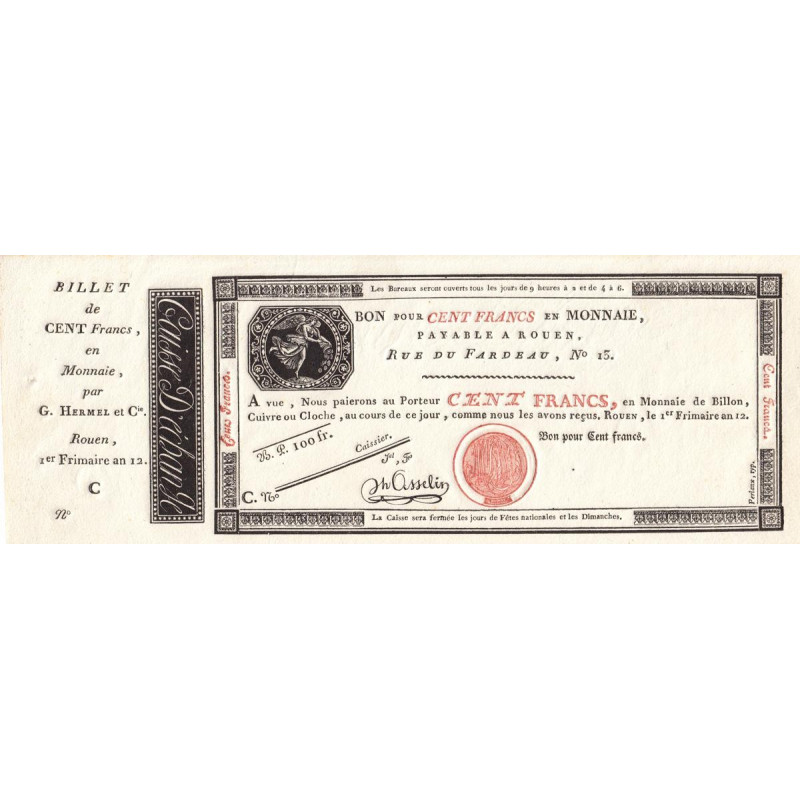 BILLET
de
CENT Francs,
en
Monnaie,
par
G. HERMEL et Cie.
Rouen,
1er Frimaire an 12.
C
No
Caisse D'échange
Cent Francs.
Les Bureaux seront ouverts tous les jours de 9 heures à 2 et de 4 à 6.
BON POUR CENT FRANCS EN MONNAIE,
PAYABLE A ROUEN,
RUE DU FARDEAU, No 13.
A vue, Nous paierons au Porteur CENT FRANCS, en Monnaie de Billon,
Cuivre ou Cloche, au cours de ce jour, comme nous les avons reçus. ROUEN, le 1er Frimaire an 12.
B. P. 100 fr.
Caissier.
Bon pour Cent francs.
C. No
fol, 50
Ph Asselin
La Caisse sera fermée les jours de Fêtes nationales et les Dimanches.
Cent Francs.